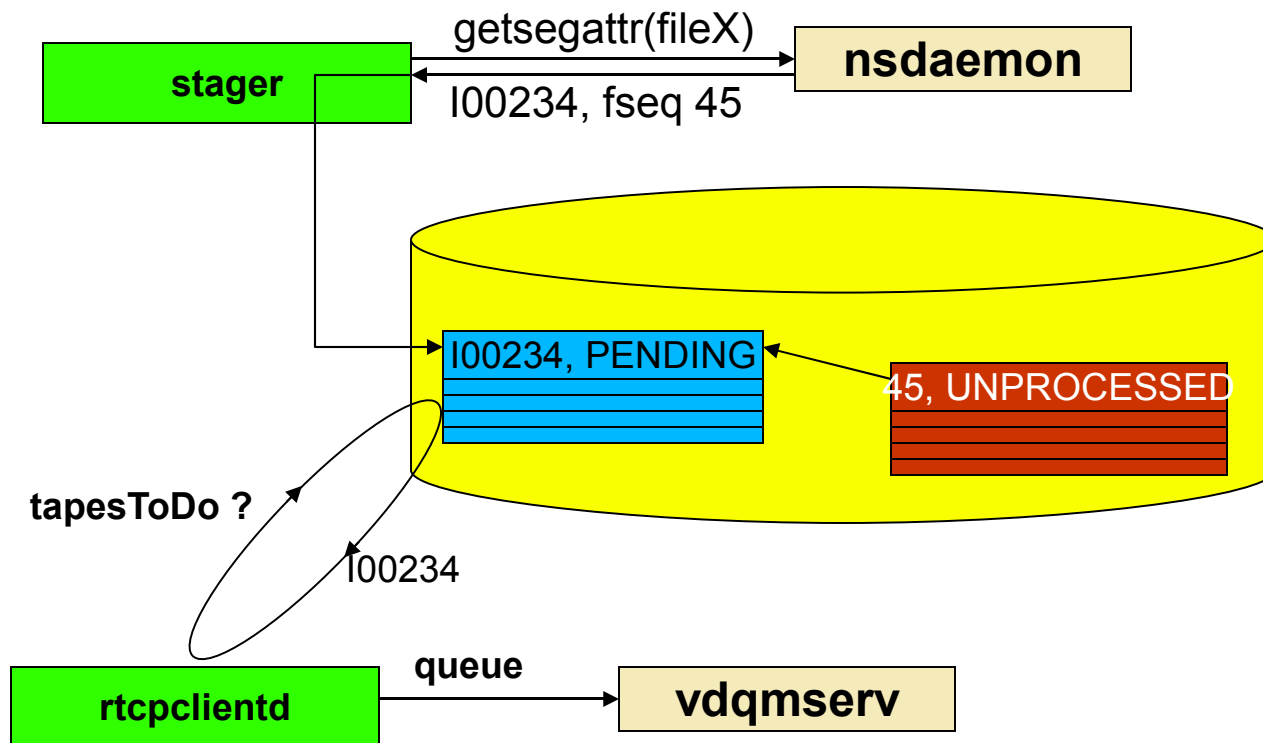 getsegattr(fileX)
stager
nsdaemon
I00234, fseq 45
I00234, PENDING
45, UNPROCESSED
tapesToDo ?
I00234
queue
rtcpclientd
vdqmserv